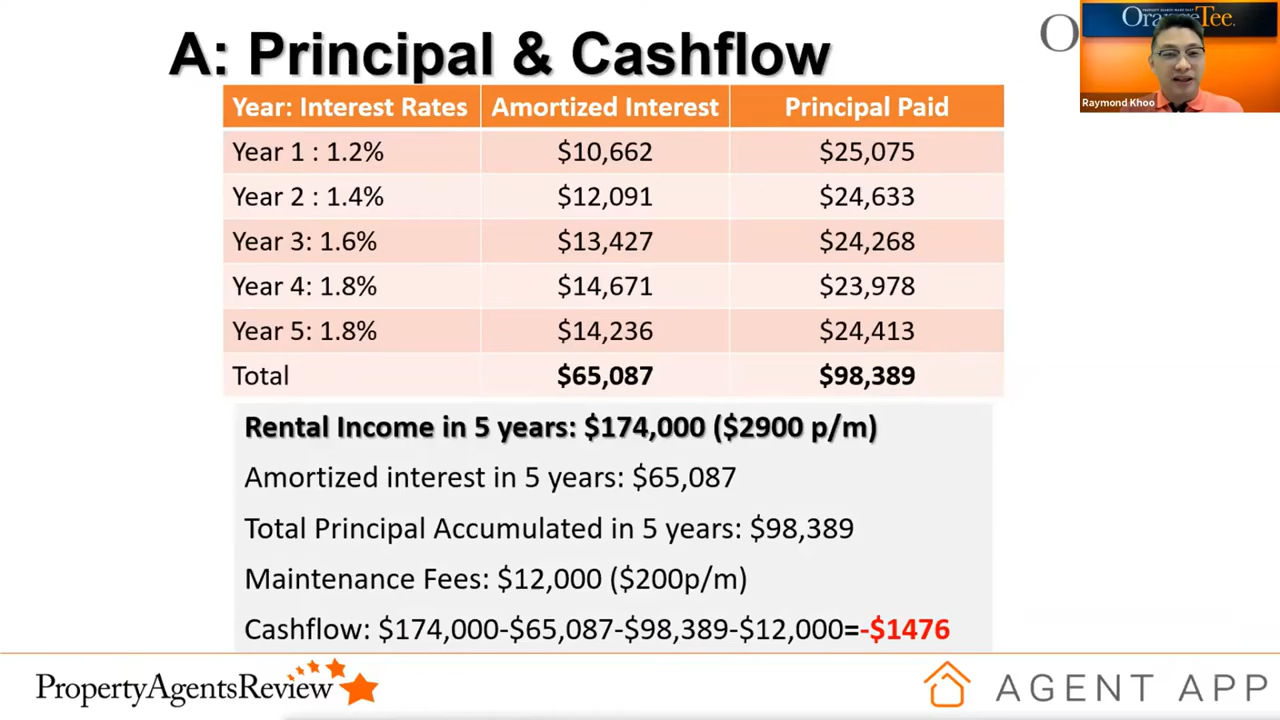 A: Principal & Cashflow
O
PROPERTY AGENTS MADE EASY
OrangeTee.
Raymond Khoo
Year: Interest Rates Amortized Interest Principal Paid
Year 1 : 1.2% $10,662 $25,075
Year 2 : 1.4% $12,091 $24,633
Year 3: 1.6% $13,427 $24,268
Year 4: 1.8% $14,671 $23,978
Year 5: 1.8% $14,236 $24,413
Total $65,087 $98,389
Rental Income in 5 years: $174,000 ($2900 p/m)
Amortized interest in 5 years: $65,087
Total Principal Accumulated in 5 years: $98,389
Maintenance Fees: $12,000 ($200p/m)
Cashflow: $174,000-$65,087-$98,389-$12,000=-$1476
PropertyAgentsReview
AGENT APP